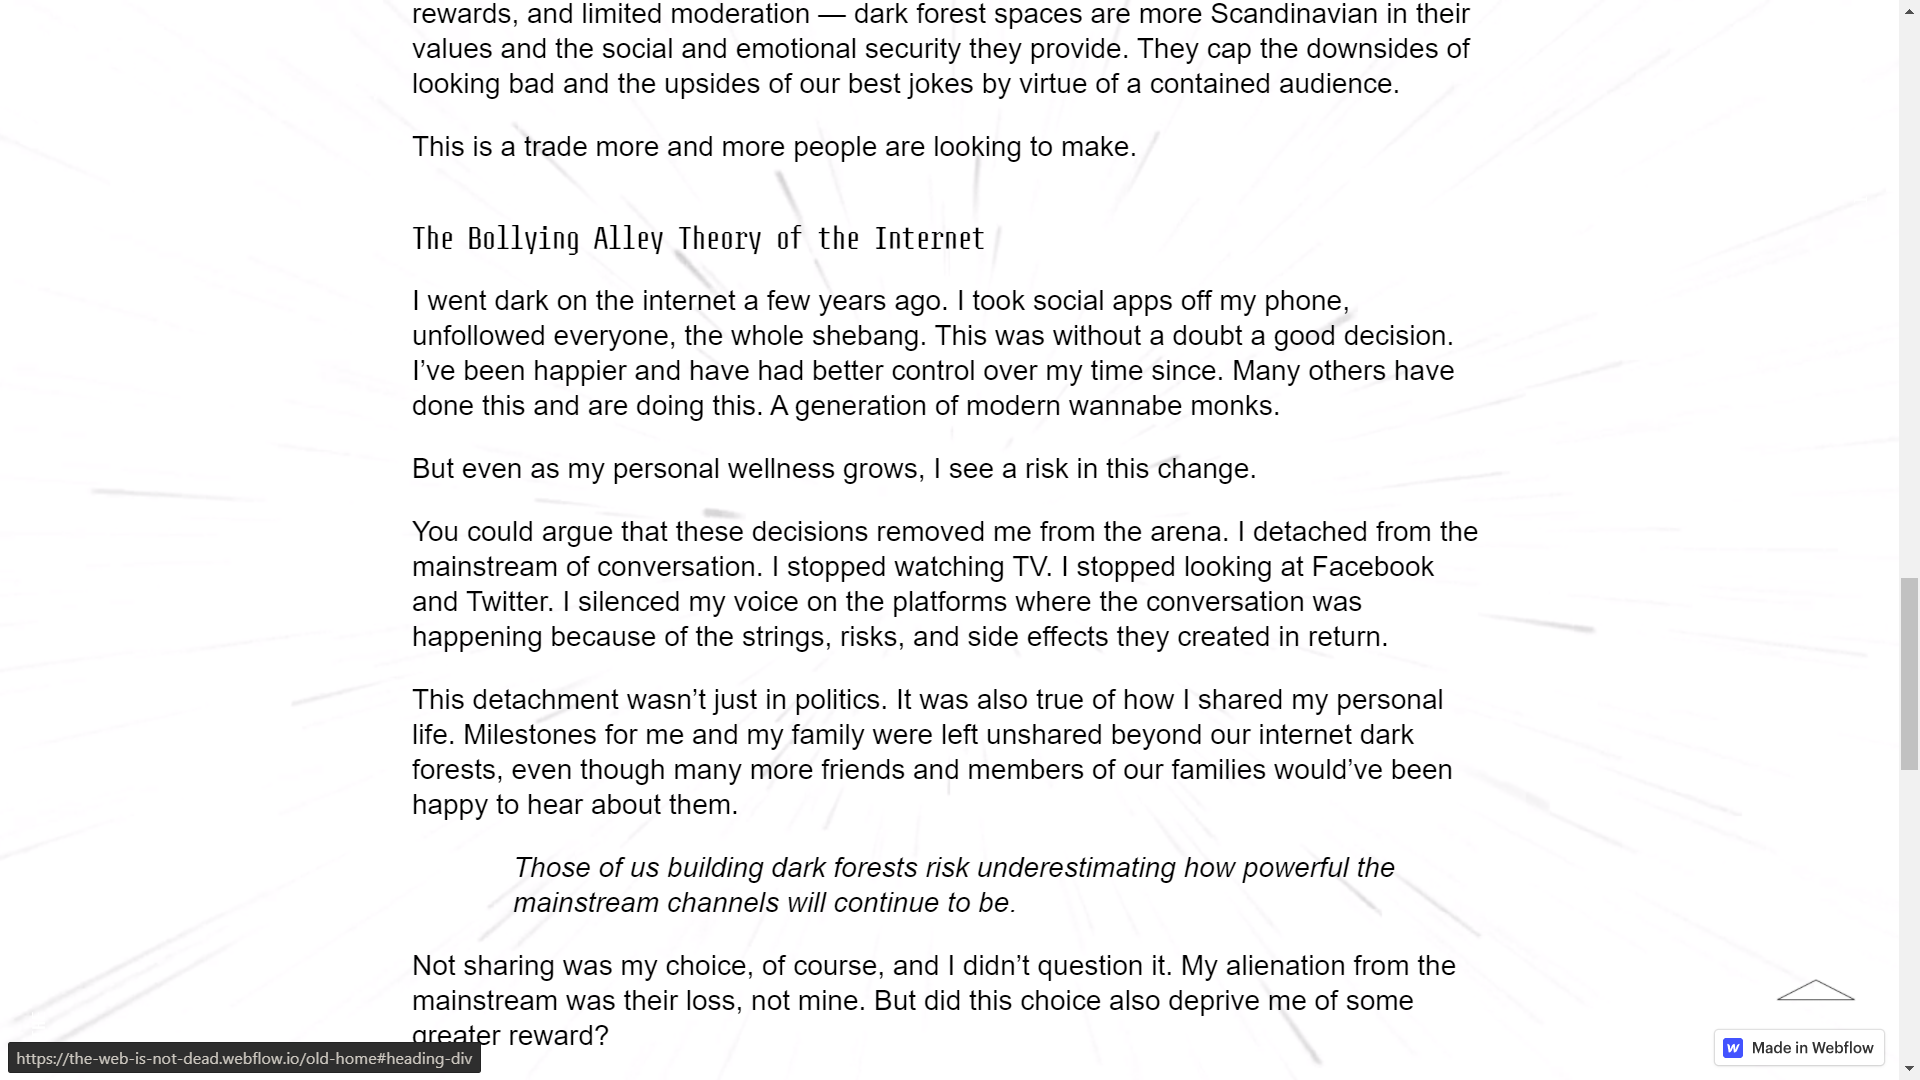 rewards, and limited moderation — dark forest spaces are more Scandinavian in their
values and the social and emotional security they provide. They cap the downsides of
looking bad and the upsides of our best jokes by virtue of a contained audience.
This is a trade more and more people are looking to make.
The Bollying Alley Theory of the Internet
I went dark on the internet a few years ago. I took social apps off my phone,
unfollowed everyone, the whole shebang. This was without a doubt a good decision.
I’ve been happier and have had better control over my time since. Many others have
done this and are doing this. A generation of modern wannabe monks.
But even as my personal wellness grows, I see a risk in this change.
You could argue that these decisions removed me from the arena. I detached from the
mainstream of conversation. I stopped watching TV. I stopped looking at Facebook
and Twitter. I silenced my voice on the platforms where the conversation was
happening because of the strings, risks, and side effects they created in return.
This detachment wasn’t just in politics. It was also true of how I shared my personal
life. Milestones for me and my family were left unshared beyond our internet dark
forests, even though many more friends and members of our families would’ve been
happy to hear about them.
Those of us building dark forests risk underestimating how powerful the
mainstream channels will continue to be.
Not sharing was my choice, of course, and I didn’t question it. My alienation from the
mainstream was their loss, not mine. But did this choice also deprive me of some
greater reward?
https://the-web-is-not-dead.webflow.io/old-home#heading-div
Made in Webflow